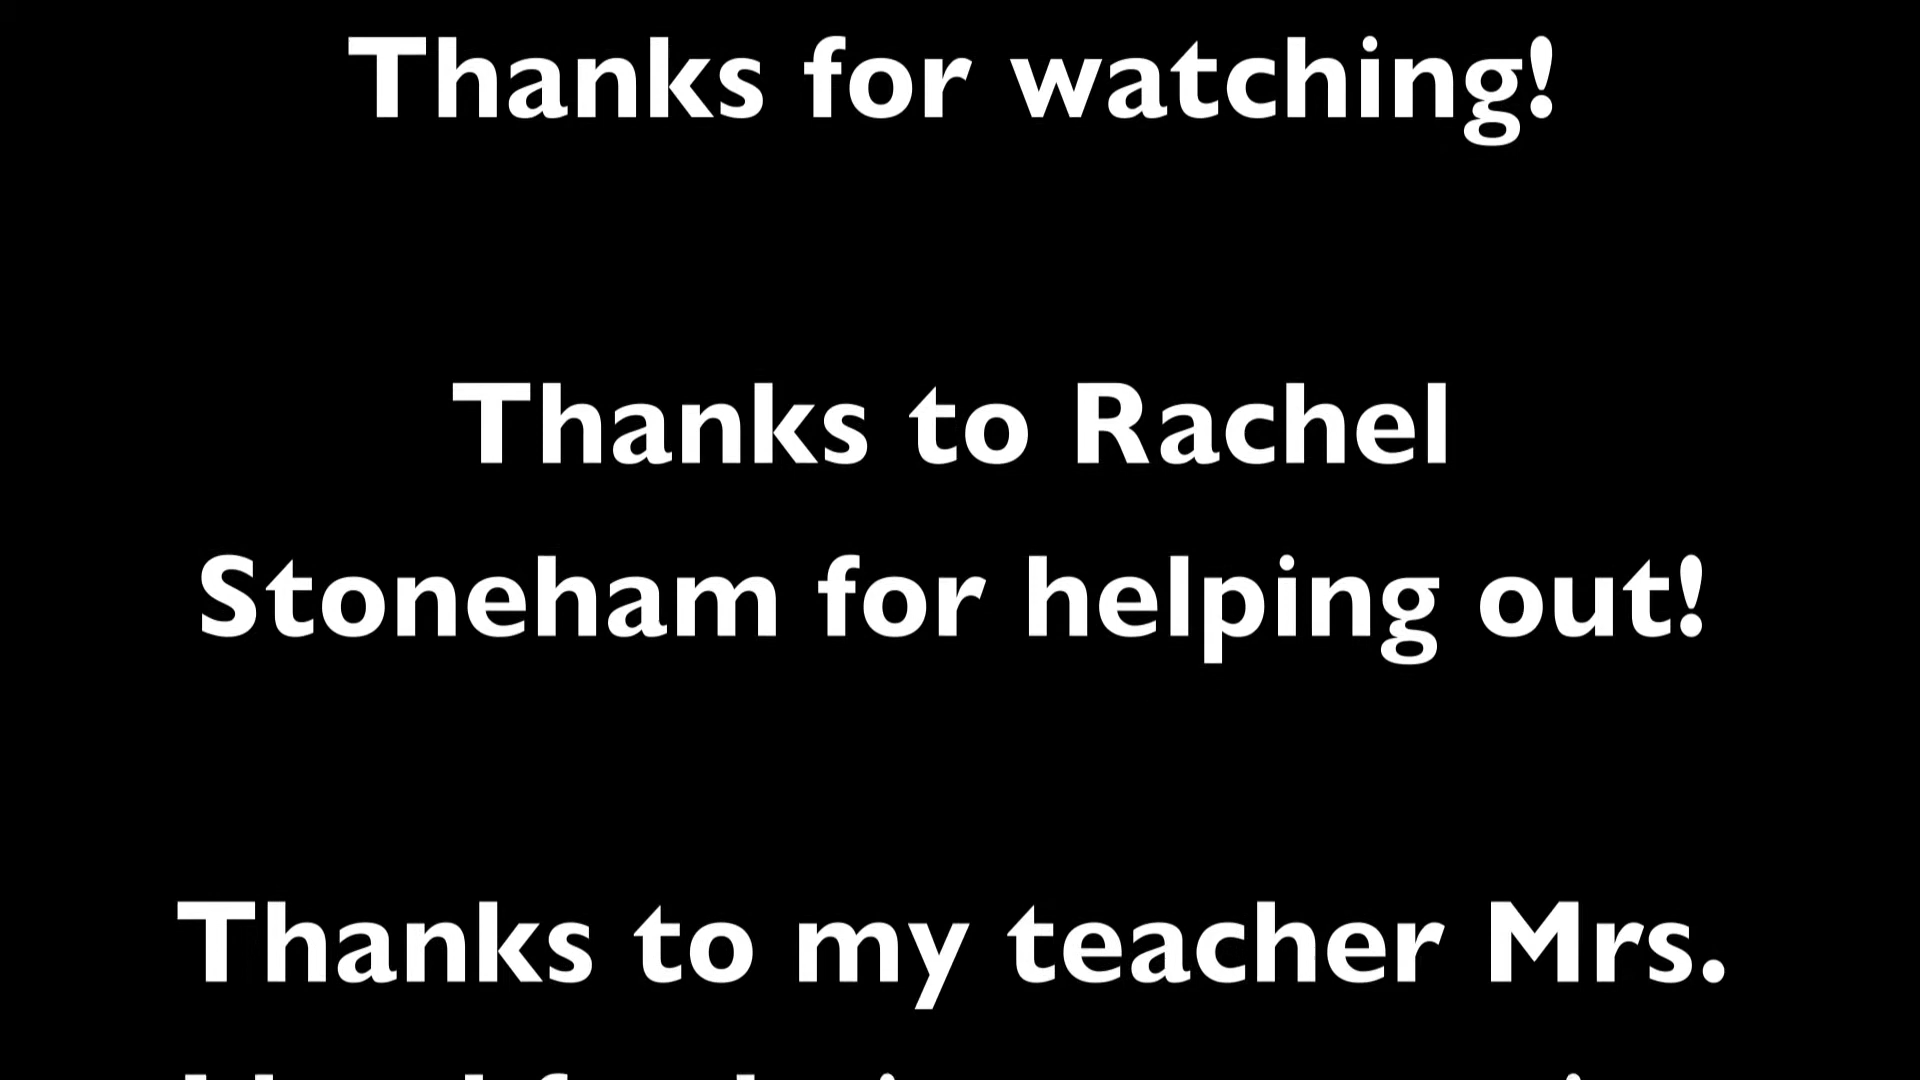 Thanks for watching!
Thanks to Rachel
Stoneham for helping out!
Thanks to my teacher Mrs.